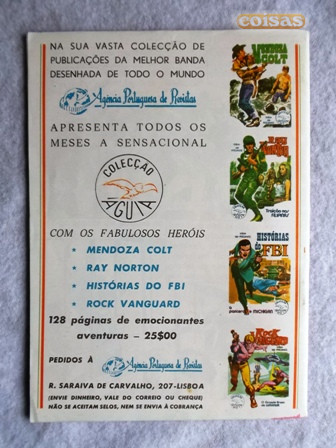 coisas
NA SUA VASTA COLECÇÃO DE
PUBLICAÇÕES DA MELHOR BANDA
DESENHADA DE TODO O MUNDO
Agência Portuguesa de Revistas
APRESENTA TODOS OS
MESES A SENSACIONAL
COLECÇÃO
ÁGUIA
COM OS FABULOSOS HERÓIS
* MENDOZA COLT
* RAY NORTON
* HISTÓRIAS DO FBI
* ROCK VANGUARD
128 páginas de emocionantes
aventuras — 25$00
PEDIDOS À
Agência Portuguesa de Revistas
R. SARAIVA DE CARVALHO, 207-LISBOA
(ENVIE DINHEIRO, VALE DO CORREIO OU CHEQUE)
NÃO SE ACEITAM SELOS, NEM SE ENVIA À COBRANÇA)
MENDOZA
COLT
RAY
NORTON
HISTÓRIAS
do FBI
ROCK
VANGUARD